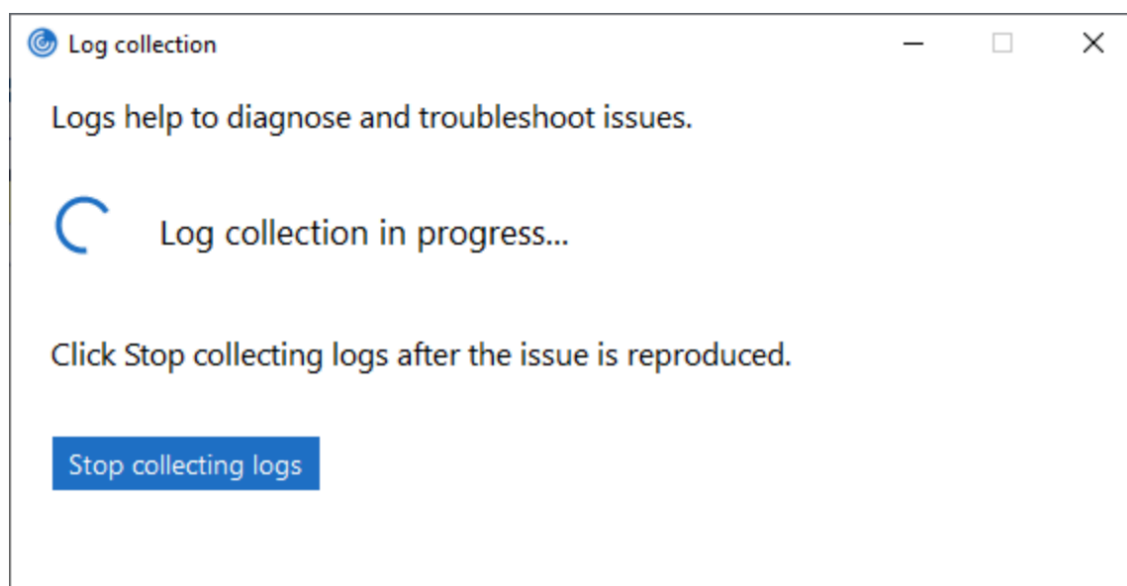 Log collection
Logs help to diagnose and troubleshoot issues.
Log collection in progress...
Click Stop collecting logs after the issue is reproduced.
Stop collecting logs